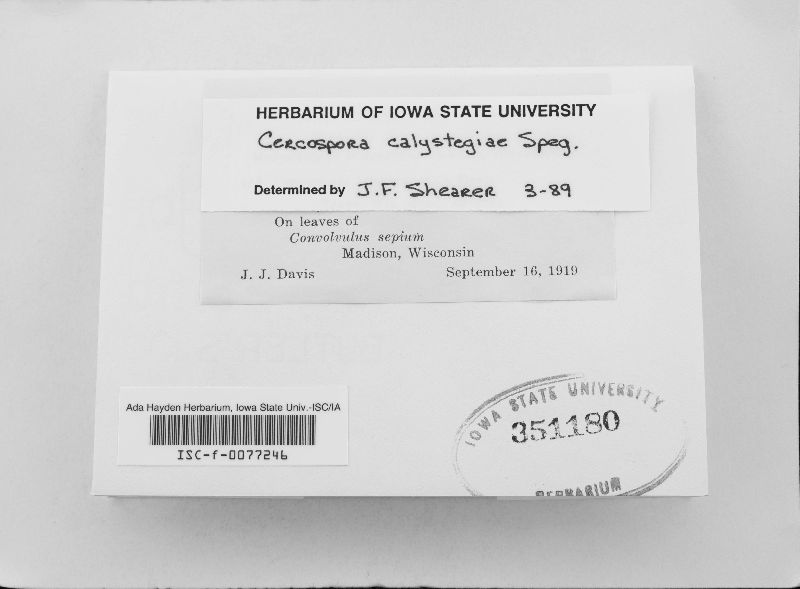 HERBARIUM OF IOWA STATE UNIVERSITY
Cercospora calystegiae Speg.
Determined by J.F. Shearer 3-89
On leaves of
Convolvulus sepium
Madison, Wisconsin
J. J. Davis September 16, 1919
Ada Hayden Herbarium, Iowa State Univ.-ISC/IA
ISC-f-0077246
IOWA STATE UNIVERSITY
351180
HERBARIUM